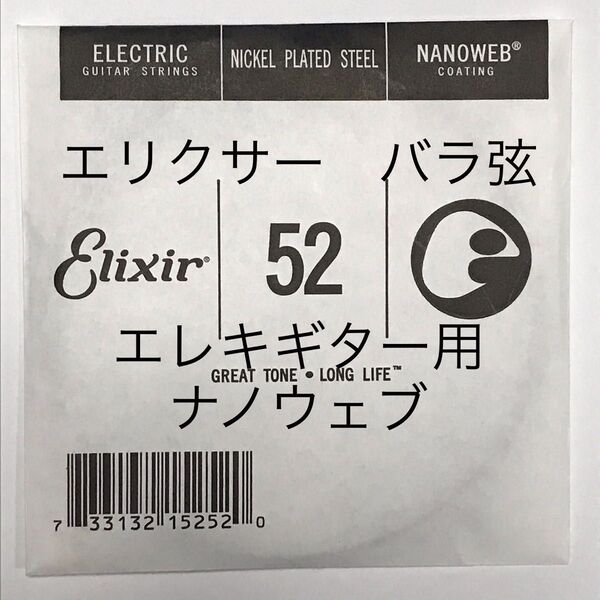 ELECTRIC
GUITAR STRINGS
NICKEL PLATED STEEL
NANOWEB®
COATING
エリクサー バラ弦
Elixir®
52
エレキギター用
GREAT TONE • LONG LIFE™
ナノウェブ
7 33132 15252 0